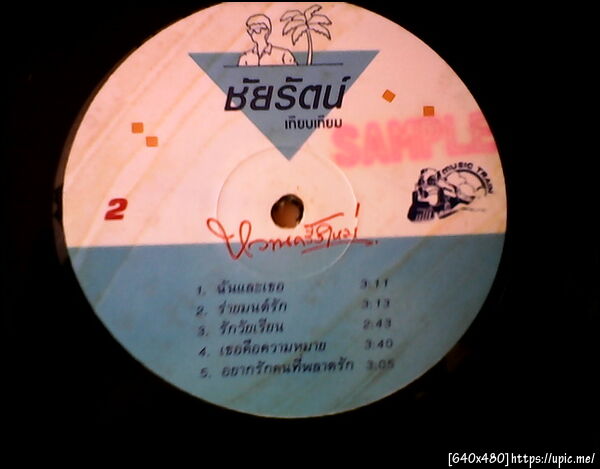 ชัยรัตน์
เทียบเทียม
SAMPLE
MUSIC TRAIN
2
1. ฉันและเธอ 3:11
2. ร่ายมนต์รัก 3:13
3. รักวัยเรียน 2:43
4. เธอคือความหมาย 3:40
5. อยากรักคนที่พลาดรัก 3:05
[640x480]https://upic.me/